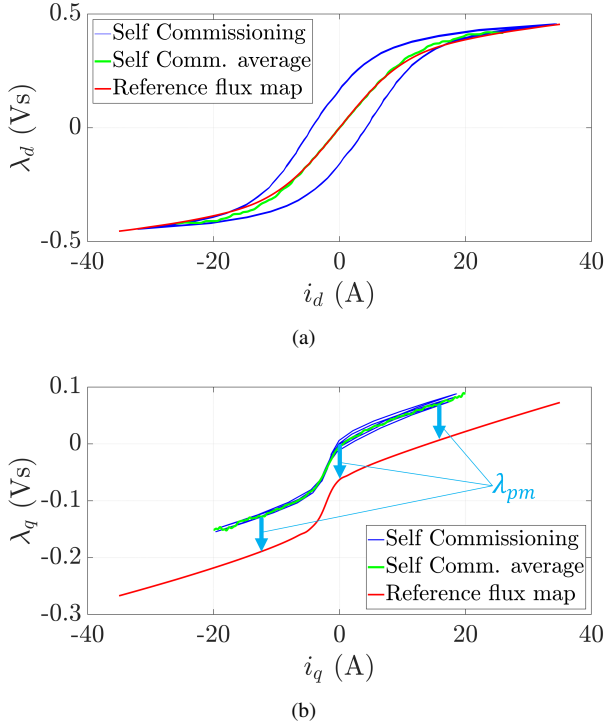 0.5
0
-0.5
λd (Vs)
Self Commissioning
Self Comm. average
Reference flux map
-40
-20
0
20
40
id (A)
(a)
0.1
0
-0.1
-0.2
-0.3
λq (Vs)
λpm
Self Commissioning
Self Comm. average
Reference flux map
-40
-20
0
20
40
iq (A)
(b)